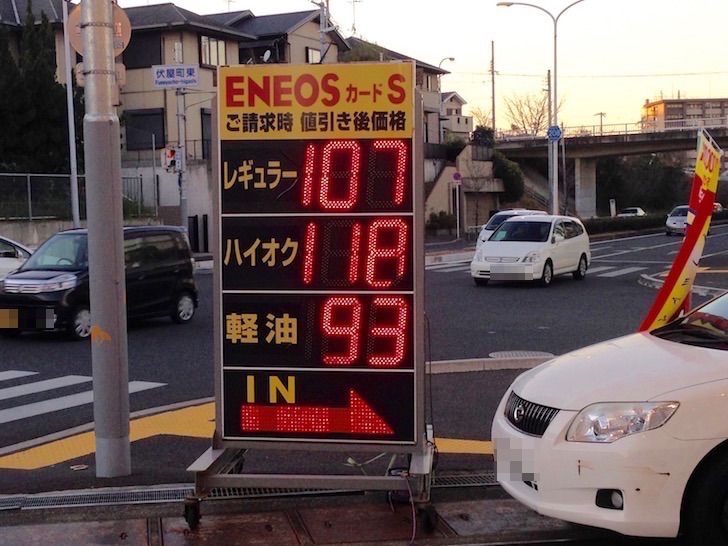 伏屋町東
ENEOS カード S
ご請求時 値引き後価格
レギュラー 107
ハイオク 118
軽油 93
IN